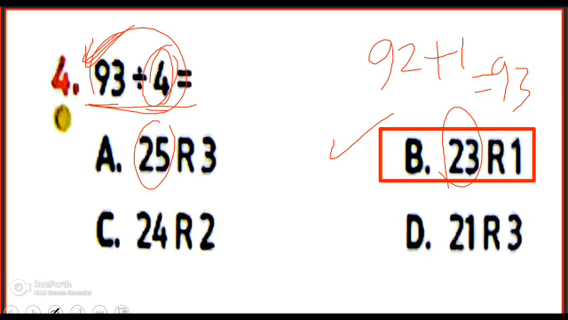 4. 93 ÷ 4 =
92+1
=93
A. 25 R 3
B. 23 R 1
C. 24 R 2
D. 21 R 3